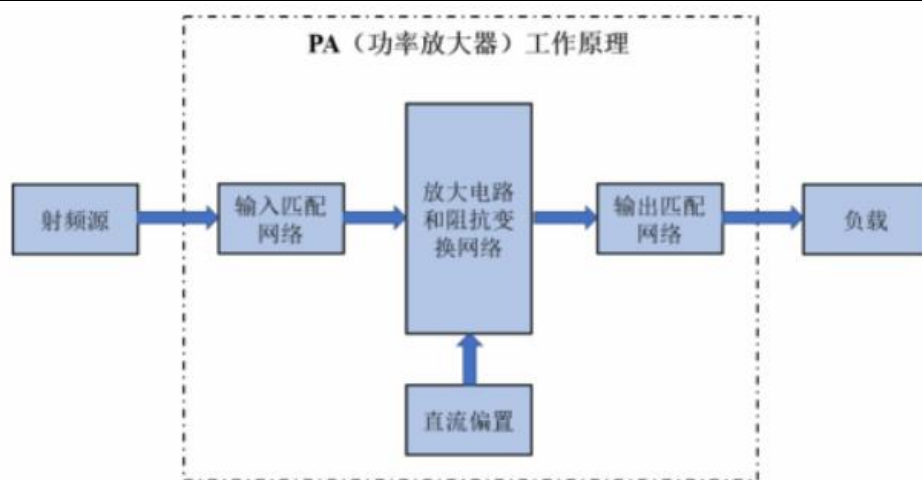 PA（功率放大器）工作原理
射频源
输入匹配
网络
放大电路
和阻抗变
换网络
输出匹配
网络
负载
直流偏置